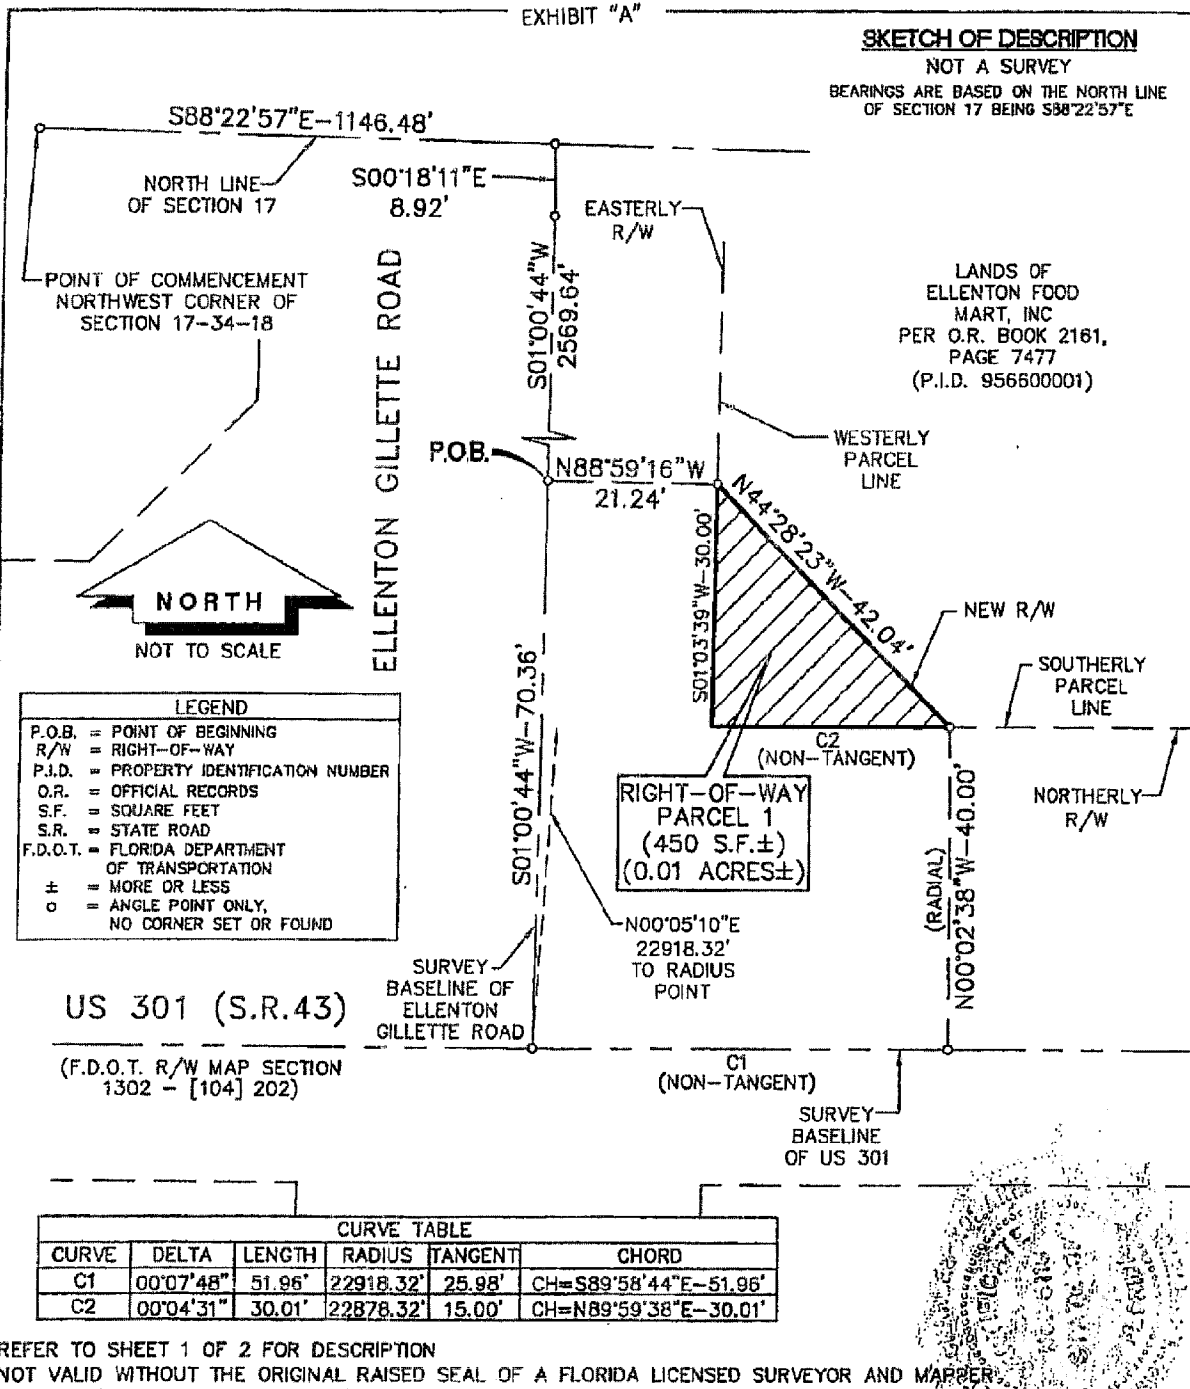 EXHIBIT "A"
SKETCH OF DESCRIPTION
NOT A SURVEY
BEARINGS ARE BASED ON THE NORTH LINE
OF SECTION 17 BEING S88°22'57"E
S88°22'57"E-1146.48'
NORTH LINE
OF SECTION 17
S00°18'11"E
8.92'
EASTERLY
R/W
POINT OF COMMENCEMENT
NORTHWEST CORNER OF
SECTION 17-34-18
ELLENTON GILLETTE ROAD
S01°00'44"W
2569.64'
LANDS OF
ELLENTON FOOD
MART, INC
PER O.R. BOOK 2161,
PAGE 7477
(P.I.D. 956600001)
WESTERLY
PARCEL
LINE
P.O.B.
N88°59'16"W
21.24'
N44°28'23"W-42.04'
S01°03'39"W-30.00'
NEW R/W
NORTH
NOT TO SCALE
SOUTHERLY
PARCEL
LINE
LEGEND
P.O.B. = POINT OF BEGINNING
R/W = RIGHT-OF-WAY
P.I.D. = PROPERTY IDENTIFICATION NUMBER
O.R. = OFFICIAL RECORDS
S.F. = SQUARE FEET
S.R. = STATE ROAD
F.D.O.T. = FLORIDA DEPARTMENT
OF TRANSPORTATION
± = MORE OR LESS
o = ANGLE POINT ONLY,
NO CORNER SET OR FOUND
S01°00'44"W-70.36'
C2
(NON-TANGENT)
RIGHT-OF-WAY
PARCEL 1
(450 S.F.±)
(0.01 ACRES±)
NORTHERLY
R/W
(RADIAL)
N00°02'38"W-40.00'
N00°05'10"E
22918.32'
TO RADIUS
POINT
SURVEY
BASELINE OF
ELLENTON
GILLETTE ROAD
US 301 (S.R.43)
(F.D.O.T. R/W MAP SECTION
1302 - [104] 202)
C1
(NON-TANGENT)
SURVEY
BASELINE
OF US 301
CURVE TABLE
CURVE DELTA LENGTH RADIUS TANGENT CHORD
C1 00°07'48" 51.96' 22918.32' 25.98' CH=S89°58'44"E-51.96'
C2 00°04'31" 30.01' 22878.32' 15.00' CH=N89°59'38"E-30.01'
REFER TO SHEET 1 OF 2 FOR DESCRIPTION
NOT VALID WITHOUT THE ORIGINAL RAISED SEAL OF A FLORIDA LICENSED SURVEYOR AND MAPPER